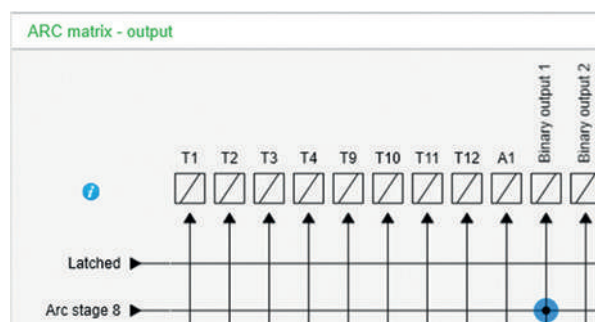 ARC matrix - output
Binary output 1
Binary output 2
T1 T2 T3 T4 T9 T10 T11 T12 A1
i
Latched
Arc stage 8